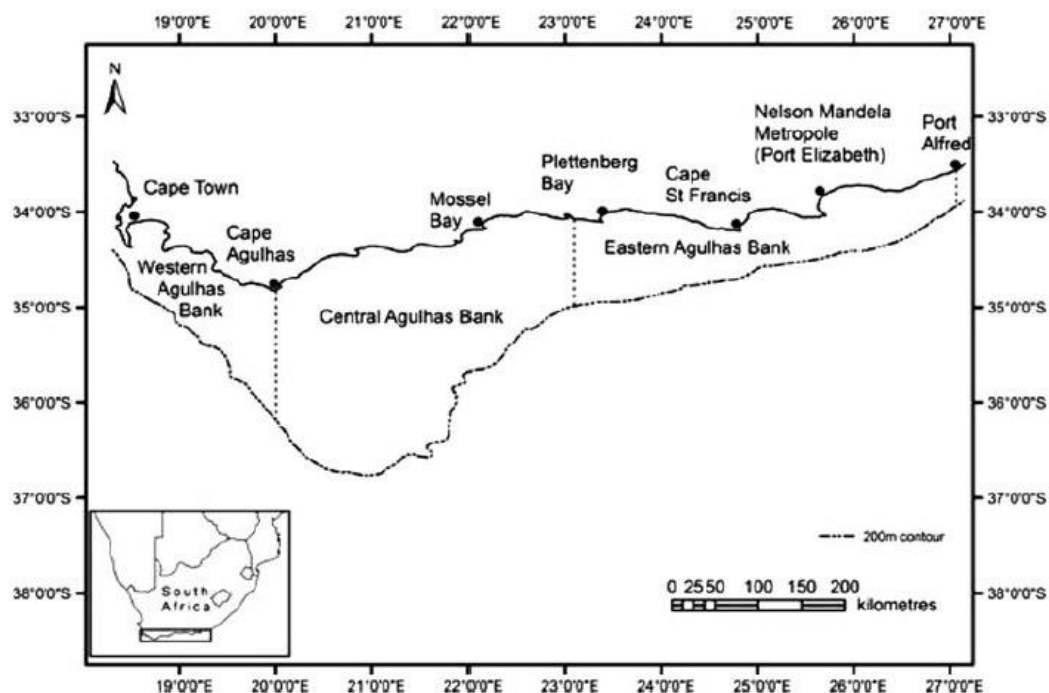 19°0'0"E 20°0'0"E 21°0'0"E 22°0'0"E 23°0'0"E 24°0'0"E 25°0'0"E 26°0'0"E 27°0'0"E
N
33°0'0"S
33°0'0"S
Nelson Mandela
Metropole
(Port Elizabeth)
Port
Alfred
Plettenberg
Bay
Cape
St Francis
Cape Town
Mossel
Bay
34°0'0"S
34°0'0"S
Cape
Agulhas
Eastern Agulhas Bank
Western
Agulhas
Bank
Central Agulhas Bank
35°0'0"S
35°0'0"S
36°0'0"S
36°0'0"S
37°0'0"S
37°0'0"S
200m contour
South
Africa
38°0'0"S
38°0'0"S
0 25 50 100 150 200
kilometres
19°0'0"E 20°0'0"E 21°0'0"E 22°0'0"E 23°0'0"E 24°0'0"E 25°0'0"E 26°0'0"E 27°0'0"E